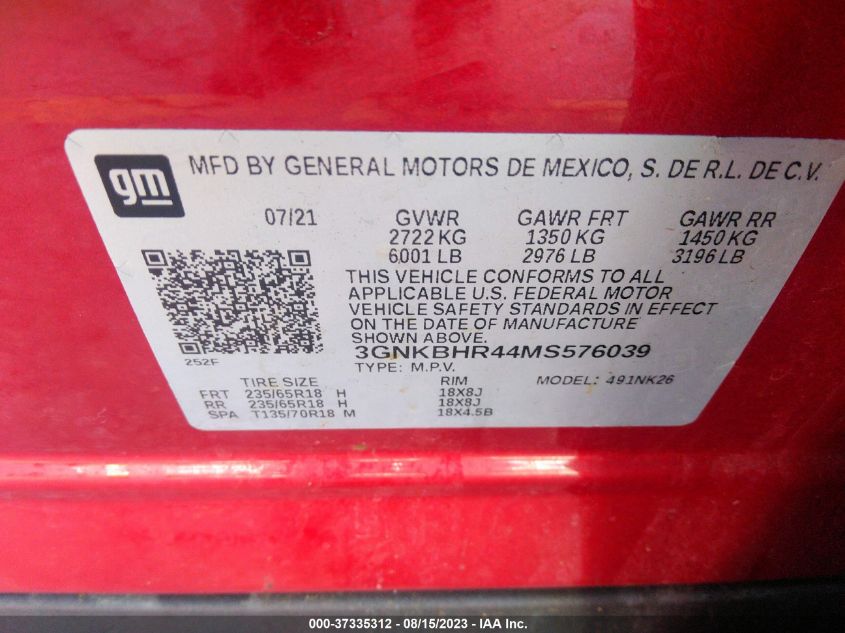 gm
MFD BY GENERAL MOTORS DE MEXICO, S. DE R.L. DE C.V.
07/21 GVWR GAWR FRT GAWR RR
2722 KG 1350 KG 1450 KG
6001 LB 2976 LB 3196 LB
THIS VEHICLE CONFORMS TO ALL
APPLICABLE U.S. FEDERAL MOTOR
VEHICLE SAFETY STANDARDS IN EFFECT
ON THE DATE OF MANUFACTURE
SHOWN ABOVE.
252F 3GNKBHR44MS576039
TYPE: M.P.V.
TIRE SIZE RIM MODEL: 491NK26
FRT 235/65R18 H 18X8J
RR 235/65R18 H 18X8J
SPA T135/70R18 M 18X4.5B
000-37335312 - 08/15/2023 - IAA Inc.